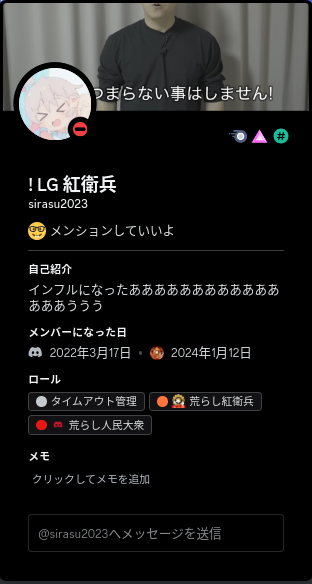 つまらない事はしません!
! LG 紅衛兵
sirasu2023
🤓 メンションしていいよ
自己紹介
インフルになったああああああああああああ
あああううう
メンバーになった日
2022年3月17日 • 2024年1月12日
ロール
タイムアウト管理 荒らし紅衛兵
荒らし人民大衆
メモ
クリックしてメモを追加
@sirasu2023へメッセージを送信